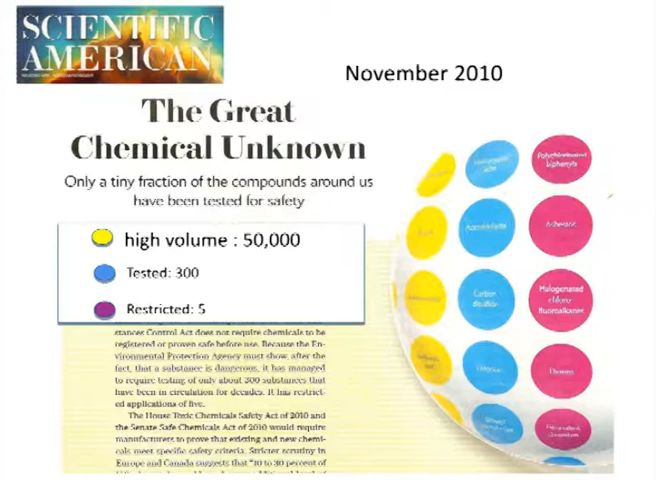 SCIENTIFIC
AMERICAN
November 2010
The Great
Chemical Unknown
Only a tiny fraction of the compounds around us
have been tested for safety
high volume : 50,000
Tested: 300
Restricted: 5
stances Control Act does not require chemicals to be
registered or proven safe before use. Because the En-
vironmental Protection Agency must show, after the
fact, that a substance is dangerous, it has managed
to require testing of only about 300 substances that
have been in circulation for decades. It has restrict-
ed applications of five.
The House Toxic Chemicals Safety Act of 2010 and
the Senate Safe Chemicals Act of 2010 would require
manufacturers to prove that existing and new chemi-
cals meet specific safety criteria. Stricter scrutiny in
Europe and Canada suggests that "10 to 30 percent of
Polychlorinated
biphenyls
Acetaldehyde
Asbestos
Carbon
disulfide
Halogenated
chloro-
fluoroalkanes
Dioxins